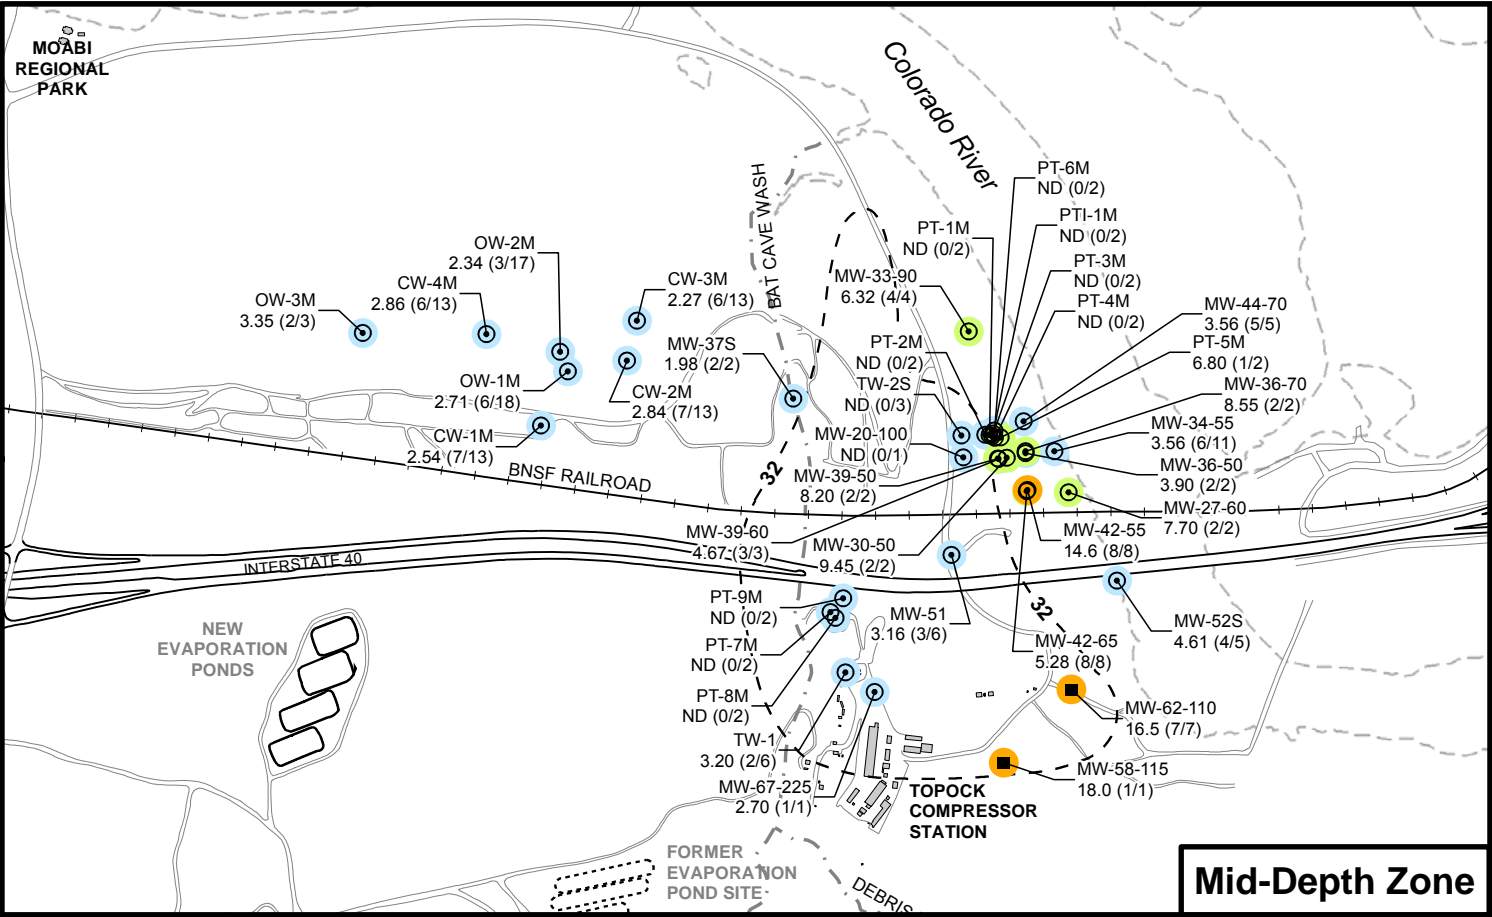 MOABI
REGIONAL
PARK
Colorado River
BAT CAVE WASH
PT-6M
ND (0/2)
PTI-1M
ND (0/2)
PT-1M
ND (0/2)
PT-3M
ND (0/2)
OW-2M
2.34 (3/17)
CW-4M
2.86 (6/13)
CW-3M
2.27 (6/13)
MW-33-90
6.32 (4/4)
PT-4M
ND (0/2)
OW-3M
3.35 (2/3)
MW-44-70
3.56 (5/5)
MW-37S
1.98 (2/2)
PT-2M
ND (0/2)
PT-5M
6.80 (1/2)
OW-1M
2.71 (6/18)
CW-2M
2.84 (7/13)
TW-2S
ND (0/3)
MW-36-70
8.55 (2/2)
CW-1M
2.54 (7/13)
MW-20-100
ND (0/1)
MW-34-55
3.56 (6/11)
BNSF RAILROAD
32
MW-39-50
8.20 (2/2)
MW-36-50
3.90 (2/2)
MW-27-60
7.70 (2/2)
MW-39-60
4.67 (3/3)
MW-30-50
9.45 (2/2)
MW-42-55
14.6 (8/8)
INTERSTATE 40
PT-9M
ND (0/2)
MW-51
3.16 (3/6)
32
MW-52S
4.61 (4/5)
NEW
EVAPORATION
PONDS
PT-7M
ND (0/2)
MW-42-65
5.28 (8/8)
PT-8M
ND (0/2)
MW-62-110
16.5 (7/7)
TW-1
3.20 (2/6)
MW-67-225
2.70 (1/1)
MW-58-115
18.0 (1/1)
TOPOCK
COMPRESSOR
STATION
FORMER
EVAPORATION
POND SITE
DEBRIS
Mid-Depth Zone